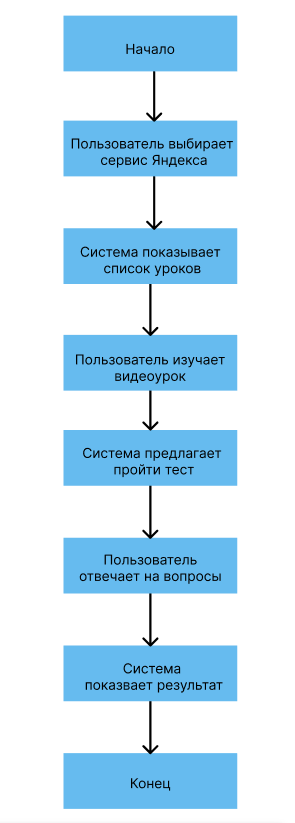 Начало
Пользователь выбирает
сервис Яндекса
Система показывает
список уроков
Пользователь изучает
видеоурок
Система предлагает
пройти тест
Пользователь
отвечает на вопросы
Система
показвает результат
Конец